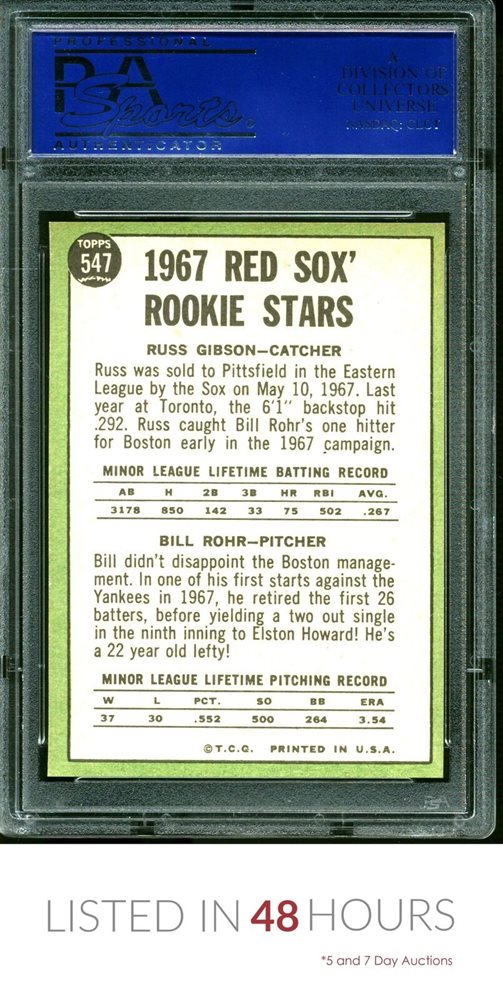 PROFESSIONAL
PSA
Sports
AUTHENTICATOR
A
DIVISION OF
COLLECTORS
UNIVERSE
NASDAQ: CLCT
TOPPS
547
1967 RED SOX'
ROOKIE STARS
RUSS GIBSON—CATCHER
Russ was sold to Pittsfield in the Eastern
League by the Sox on May 10, 1967. Last
year at Toronto, the 6'1" backstop hit
.292. Russ caught Bill Rohr's one hitter
for Boston early in the 1967 campaign.
MINOR LEAGUE LIFETIME BATTING RECORD
AB H 2B 3B HR RBI AVG.
3178 850 142 33 75 502 .267
BILL ROHR—PITCHER
Bill didn't disappoint the Boston manage-
ment. In one of his first starts against the
Yankees in 1967, he retired the first 26
batters, before yielding a two out single
in the ninth inning to Elston Howard! He's
a 22 year old lefty!
MINOR LEAGUE LIFETIME PITCHING RECORD
W L PCT. SO BB ERA
37 30 .552 500 264 3.54
©T.C.G. PRINTED IN U.S.A.
PSA
LISTED IN 48 HOURS
*5 and 7 Day Auctions